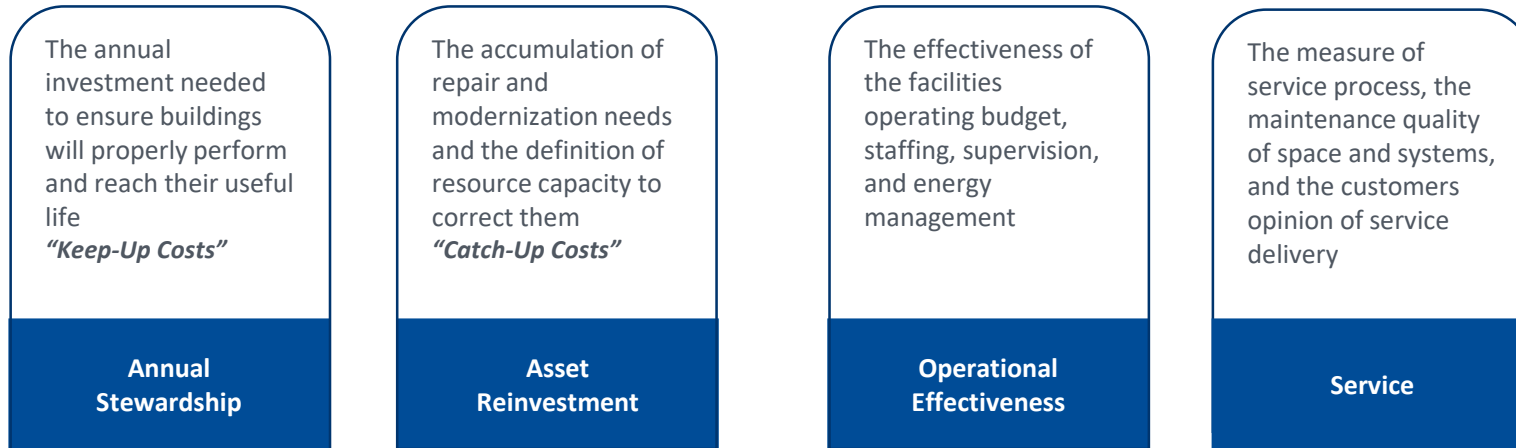 The annual
investment needed
to ensure buildings
will properly perform
and reach their useful
life
“Keep-Up Costs”
Annual
Stewardship
The accumulation of
repair and
modernization needs
and the definition of
resource capacity to
correct them
“Catch-Up Costs”
Asset
Reinvestment
The effectiveness of
the facilities
operating budget,
staffing, supervision,
and energy
management
Operational
Effectiveness
The measure of
service process, the
maintenance quality
of space and systems,
and the customers
opinion of service
delivery
Service